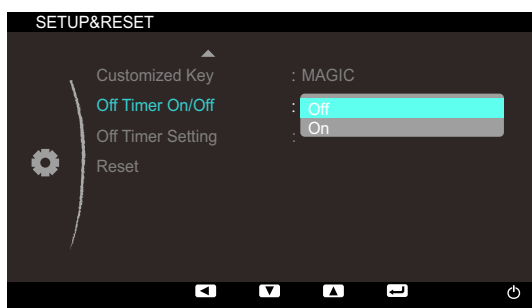 SETUP&RESET
Customized Key : MAGIC
Off Timer On/Off : Off
On
Off Timer Setting :
Reset